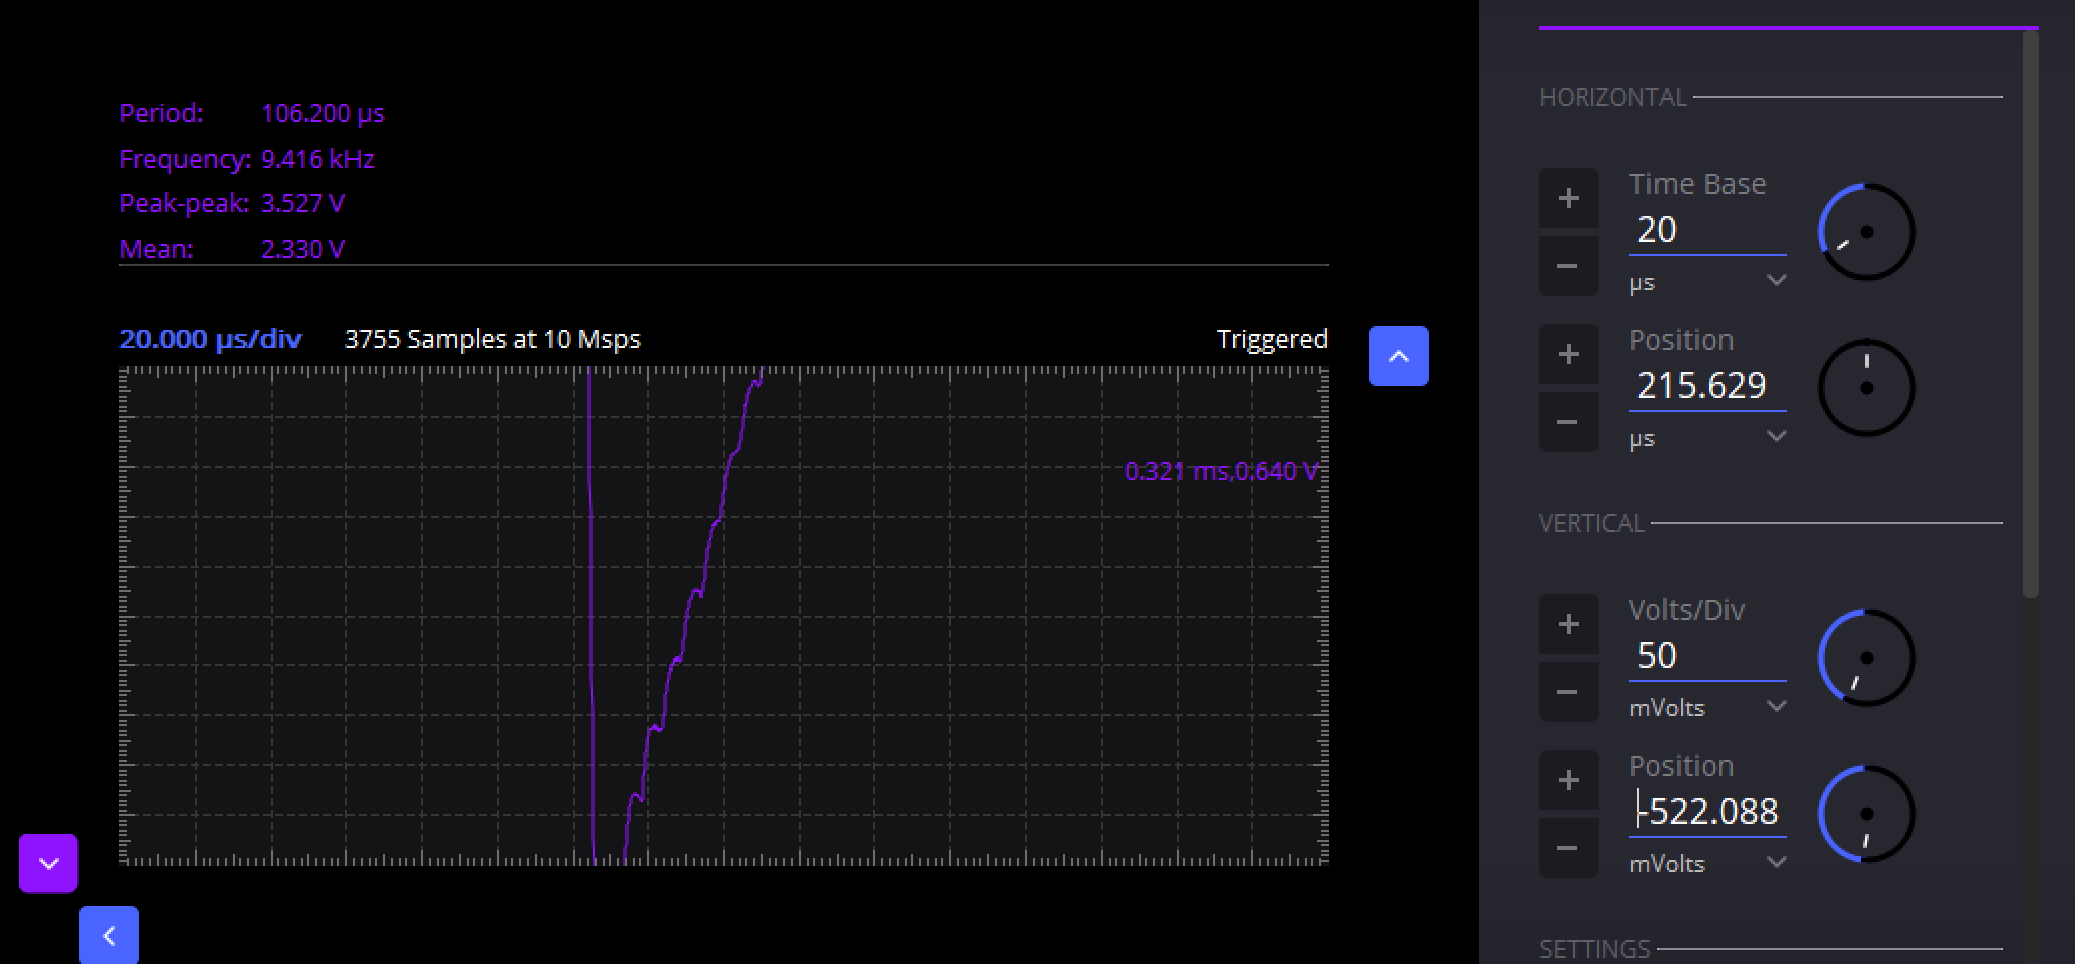 Period: 106.200 µs
Frequency: 9.416 kHz
Peak-peak: 3.527 V
Mean: 2.330 V
20.000 µs/div 3755 Samples at 10 Msps Triggered
0.321 ms,0.640 V
HORIZONTAL
+ Time Base
20
− µs
+ Position
215.629
− µs
VERTICAL
+ Volts/Div
50
− mVolts
+ Position
-522.088
− mVolts
SETTINGS